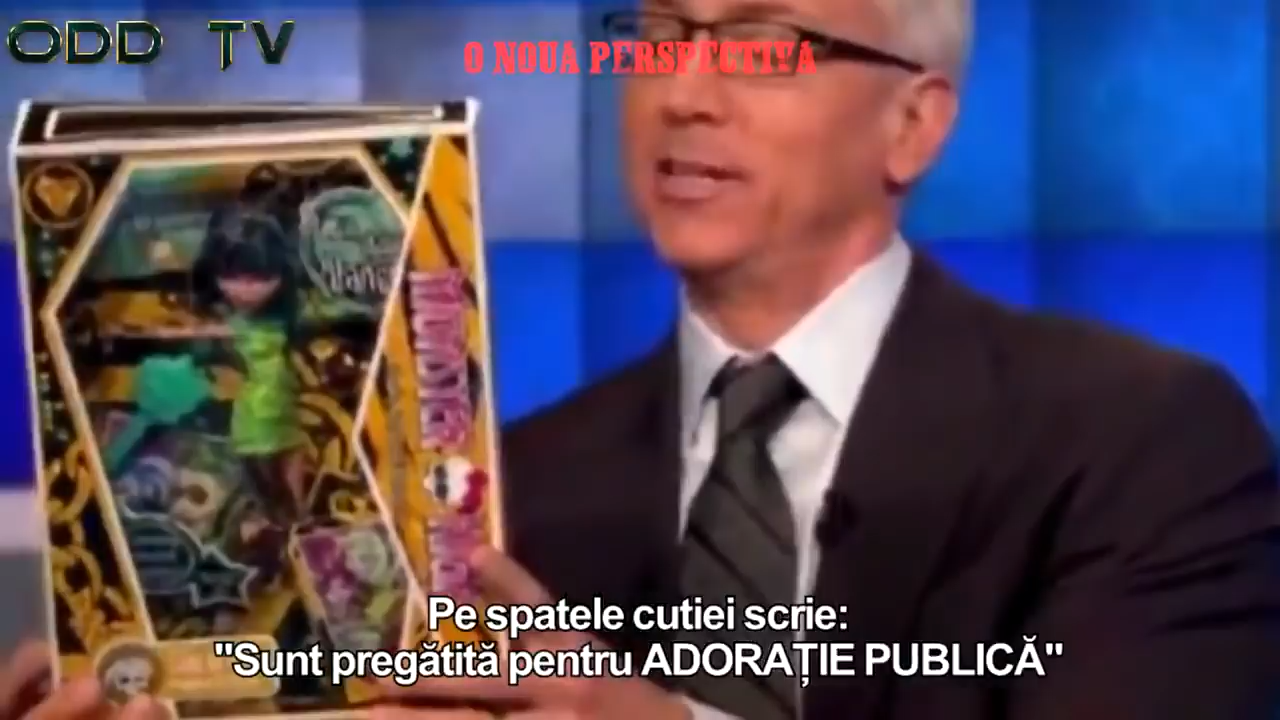 ODD TV
O NOUA PERSPECTIVA
MONSTER
Pe spatele cutiei scrie:
"Sunt pregătită pentru ADORAȚIE PUBLICĂ"